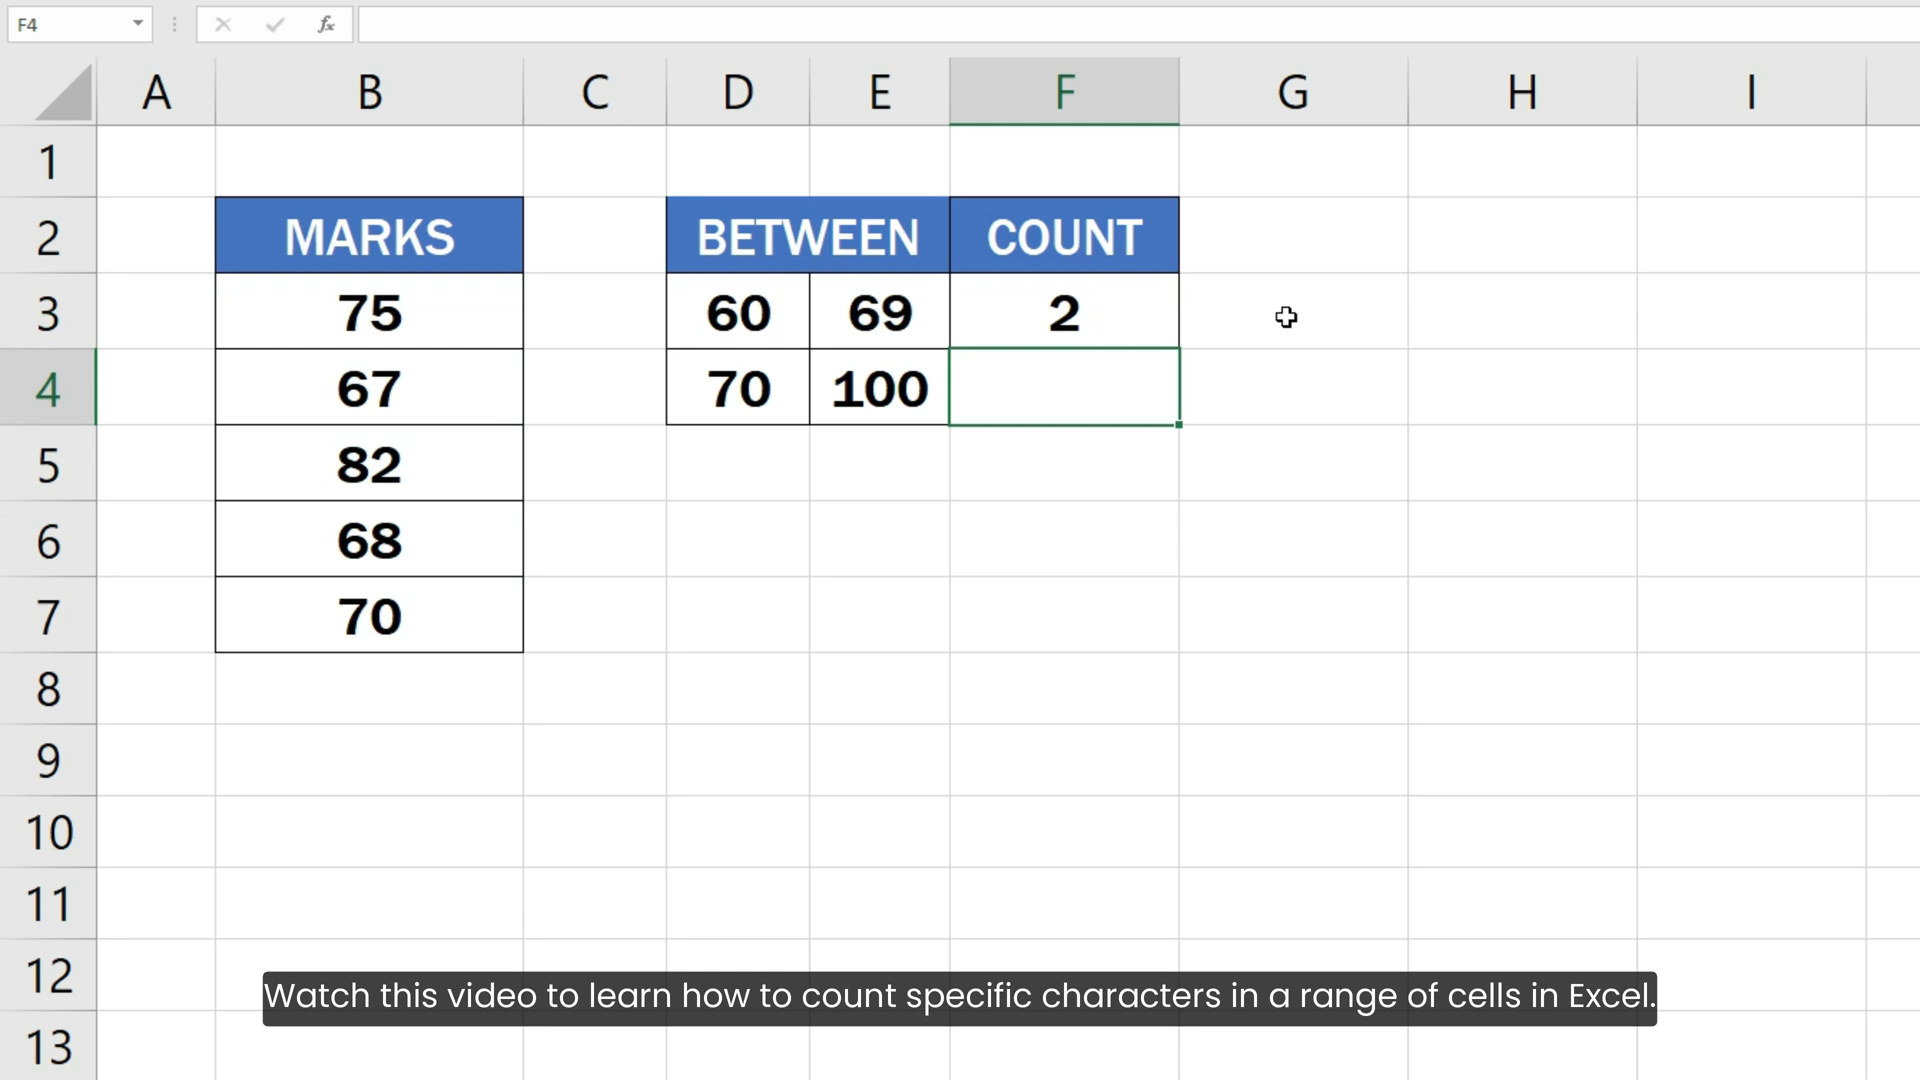 F4
fx
A B C D E F G H I
1
2 MARKS BETWEEN COUNT
3 75 60 69 2
4 67 70 100
5 82
6 68
7 70
8
9
10
11
12
Watch this video to learn how to count specific characters in a range of cells in Excel.
13